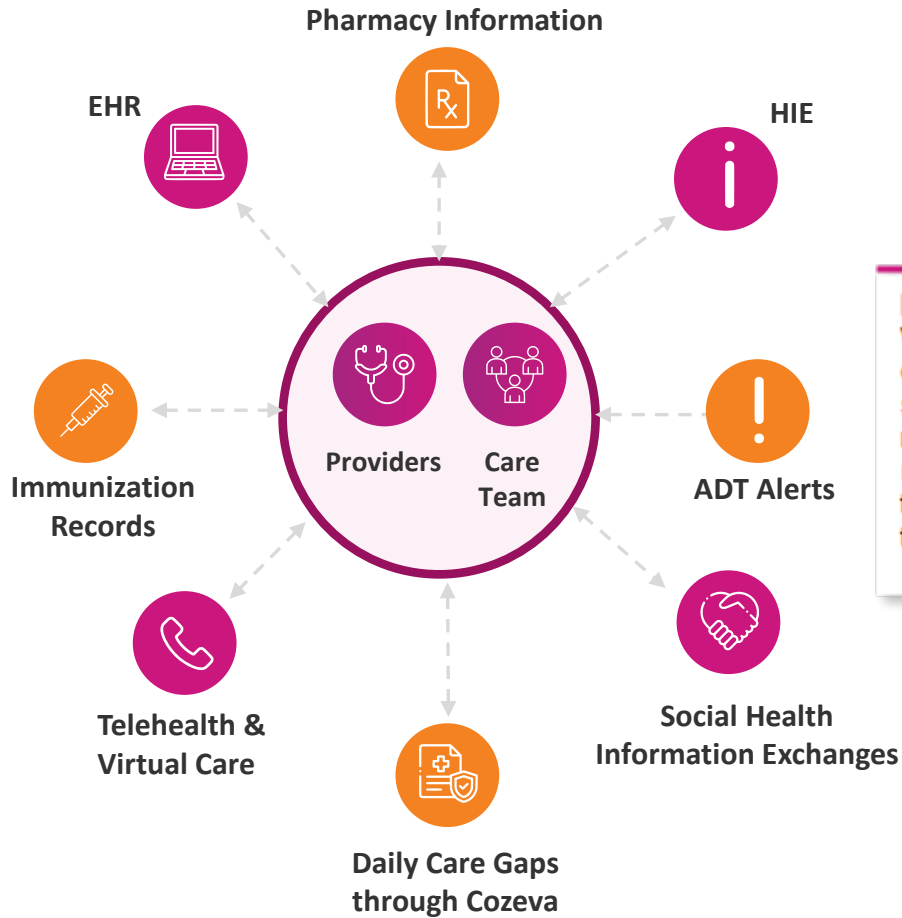 Pharmacy Information
EHR
HIE
Rx
Providers
Care
Team
Immunization
Records
ADT Alerts
Telehealth &
Virtual Care
Social Health
Information Exchanges
Daily Care Gaps
through Cozeva